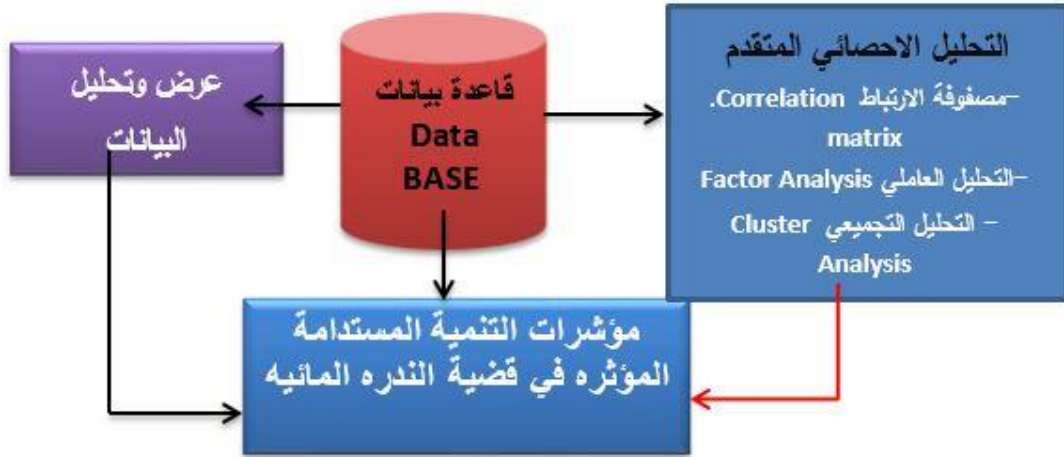 التحليل الاحصائي المتقدم
-مصفوفة الارتباط Correlation.
matrix
-التحليل العاملي Factor Analysis
- التحليل التجميعي Cluster
Analysis
قاعدة بيانات
Data
BASE
عرض وتحليل
البيانات
مؤشرات التنمية المستدامة
المؤثره في قضية الندره المائيه